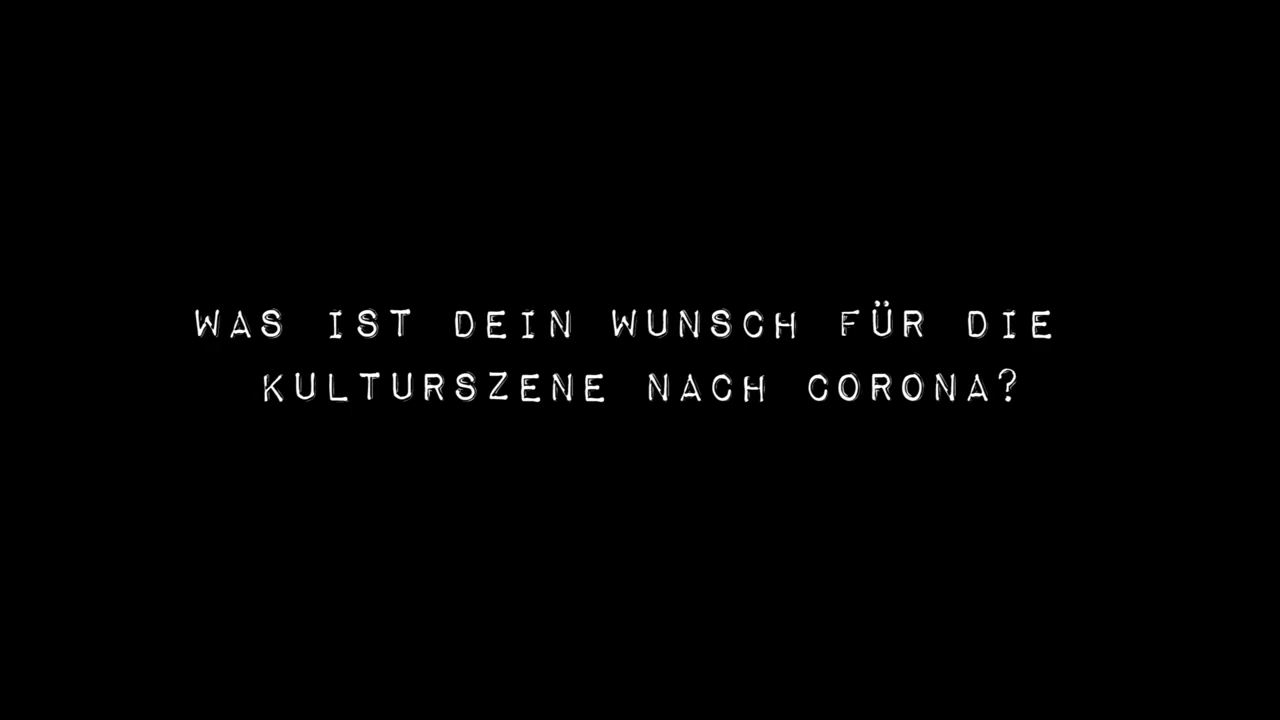 WAS IST DEIN WUNSCH FÜR DIE
KULTURSZENE NACH CORONA?